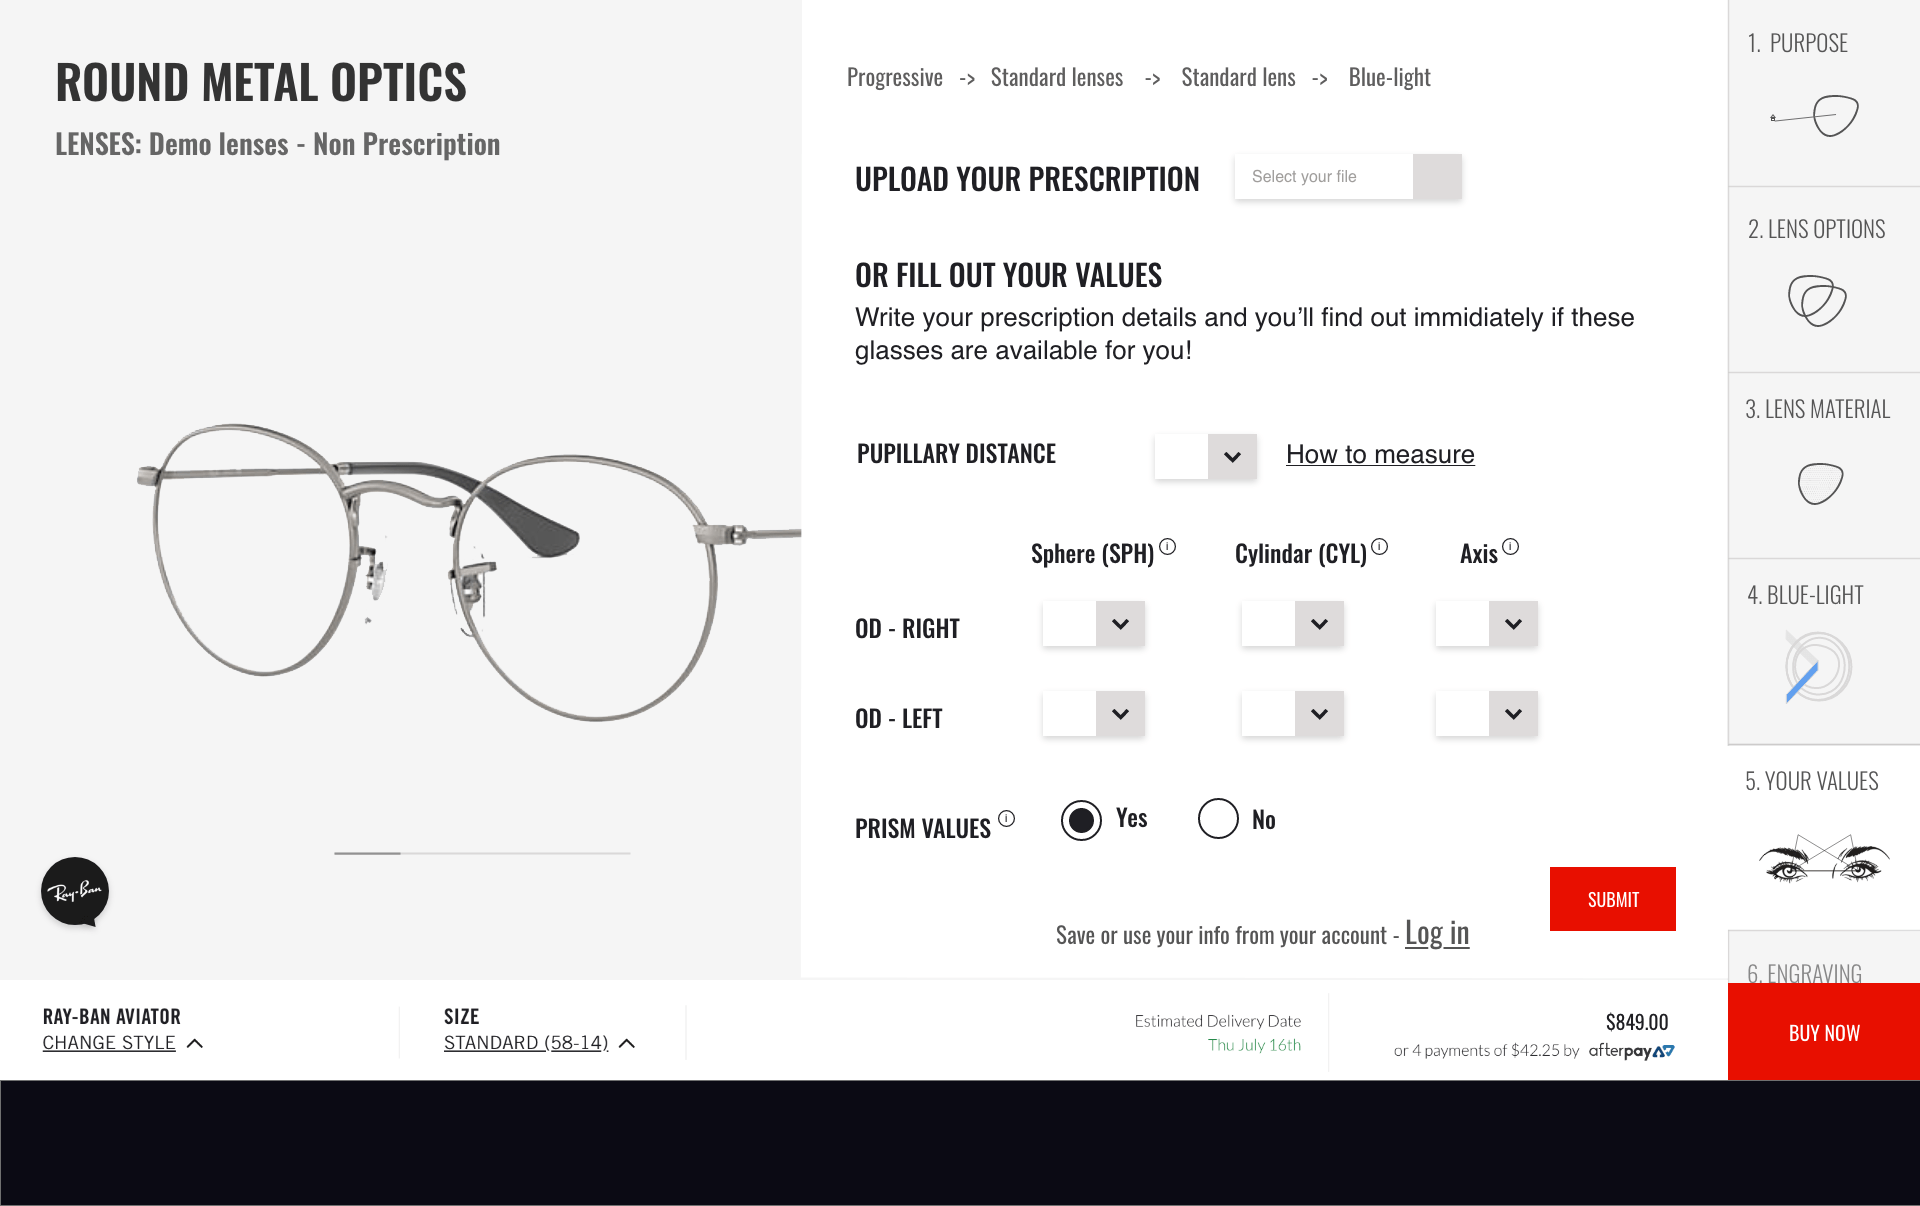 ROUND METAL OPTICS
LENSES: Demo lenses - Non Prescription
Ray-Ban
Progressive -> Standard lenses -> Standard lens -> Blue-light
UPLOAD YOUR PRESCRIPTION
Select your file
OR FILL OUT YOUR VALUES
Write your prescription details and you’ll find out immidiately if these
glasses are available for you!
PUPILLARY DISTANCE
How to measure
Sphere (SPH) i Cylindar (CYL) i Axis i
OD - RIGHT
OD - LEFT
PRISM VALUES i Yes No
SUBMIT
Save or use your info from your account - Log in
1. PURPOSE
2. LENS OPTIONS
3. LENS MATERIAL
4. BLUE-LIGHT
5. YOUR VALUES
6. ENGRAVING
RAY-BAN AVIATOR
CHANGE STYLE
SIZE
STANDARD (58-14)
Estimated Delivery Date
Thu July 16th
$849.00
or 4 payments of $42.25 by afterpay
BUY NOW